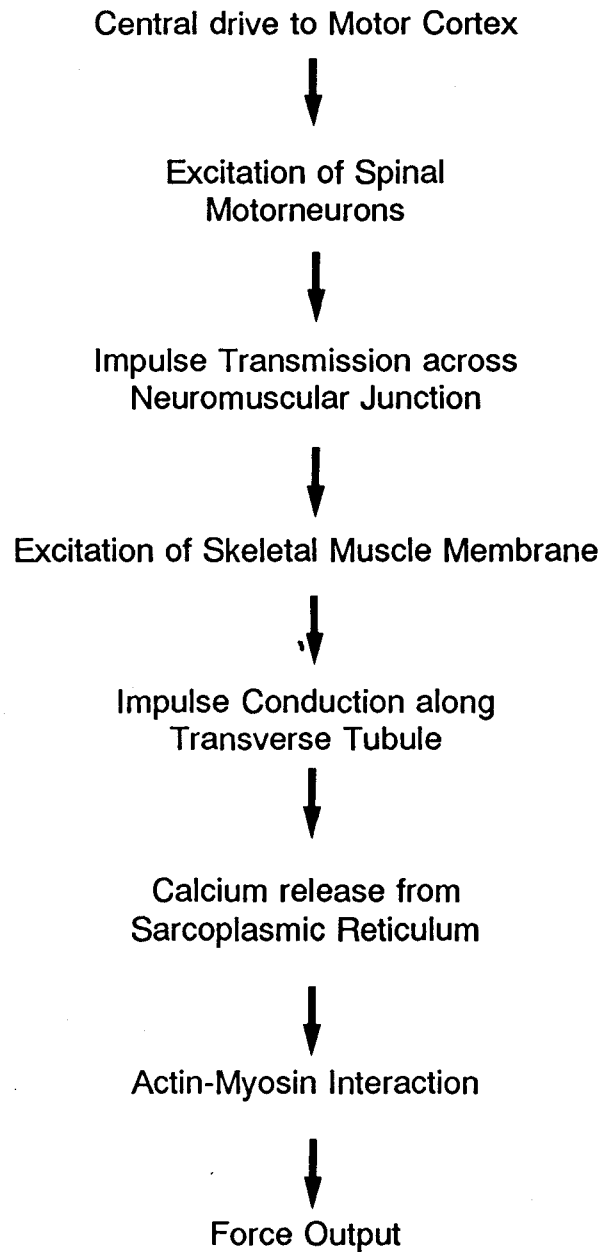 Central drive to Motor Cortex
Excitation of Spinal
Motorneurons
Impulse Transmission across
Neuromuscular Junction
Excitation of Skeletal Muscle Membrane
Impulse Conduction along
Transverse Tubule
Calcium release from
Sarcoplasmic Reticulum
Actin-Myosin Interaction
Force Output